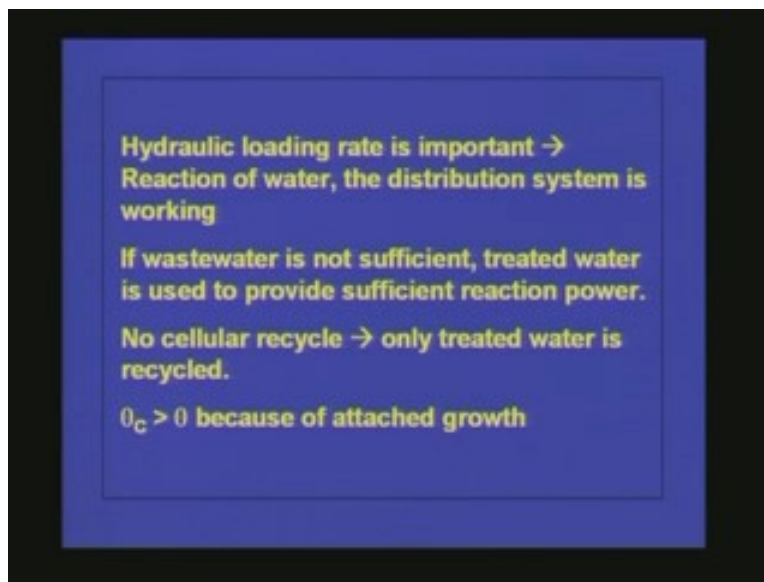 Hydraulic loading rate is important →
Reaction of water, the distribution system is
working
If wastewater is not sufficient, treated water
is used to provide sufficient reaction power.
No cellular recycle → only treated water is
recycled.
θc > θ because of attached growth